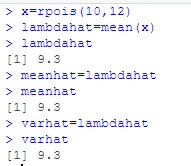 > x=rpois(10,12)
> lambdahat=mean(x)
> lambdahat
[1] 9.3
> meanhat=lambdahat
> meanhat
[1] 9.3
> varhat=lambdahat
> varhat
[1] 9.3